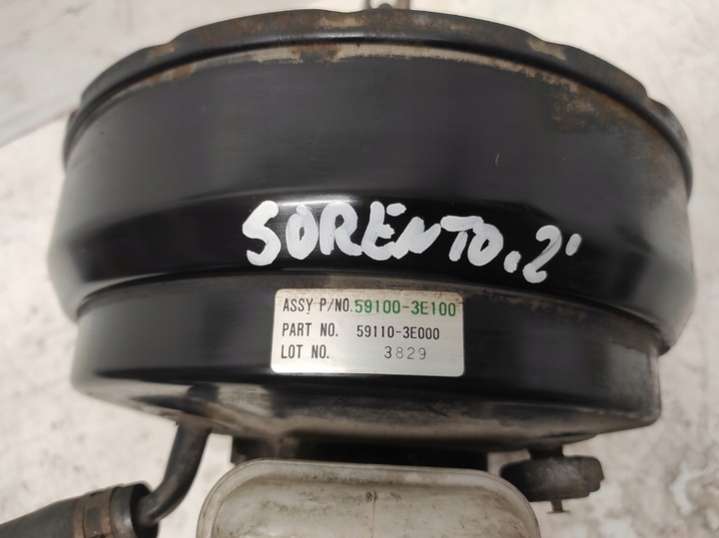 SORENTO.2'
ASSY P/NO.59100-3E100
PART NO. 59110-3E000
LOT NO. 3829